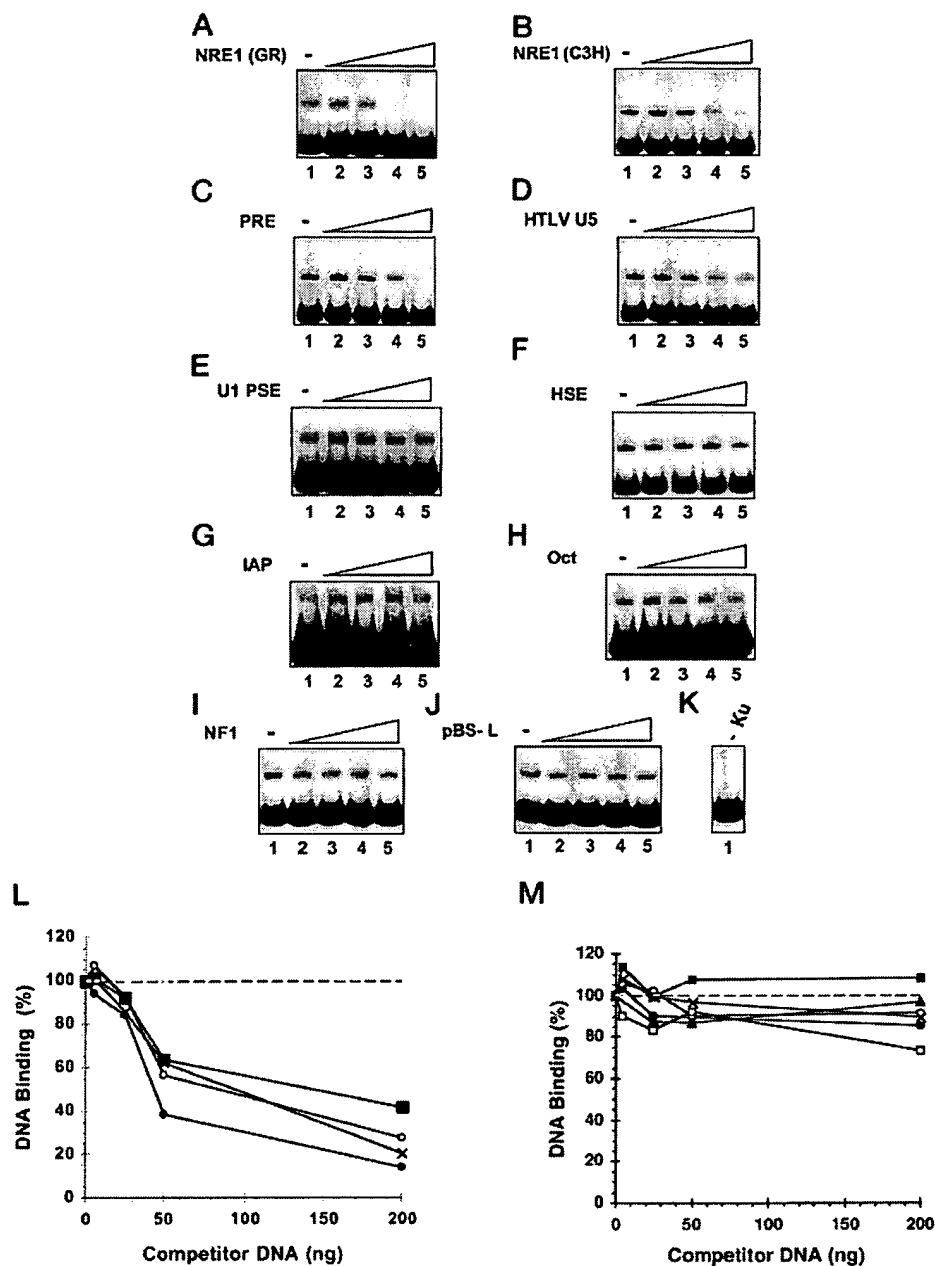 A
NRE1 (GR)
-
1 2 3 4 5
B
NRE1 (C3H)
-
1 2 3 4 5
C
PRE
-
1 2 3 4 5
D
HTLV U5
-
1 2 3 4 5
E
U1 PSE
-
1 2 3 4 5
F
HSE
-
1 2 3 4 5
G
IAP
-
1 2 3 4 5
H
Oct
-
1 2 3 4 5
I
NF1
-
1 2 3 4 5
J
pBS- L
-
1 2 3 4 5
K
- Ku
1
L
DNA Binding (%)
120
100
80
60
40
20
0
0 50 100 150 200
Competitor DNA (ng)
M
DNA Binding (%)
120
100
80
60
40
20
0
0 50 100 150 200
Competitor DNA (ng)